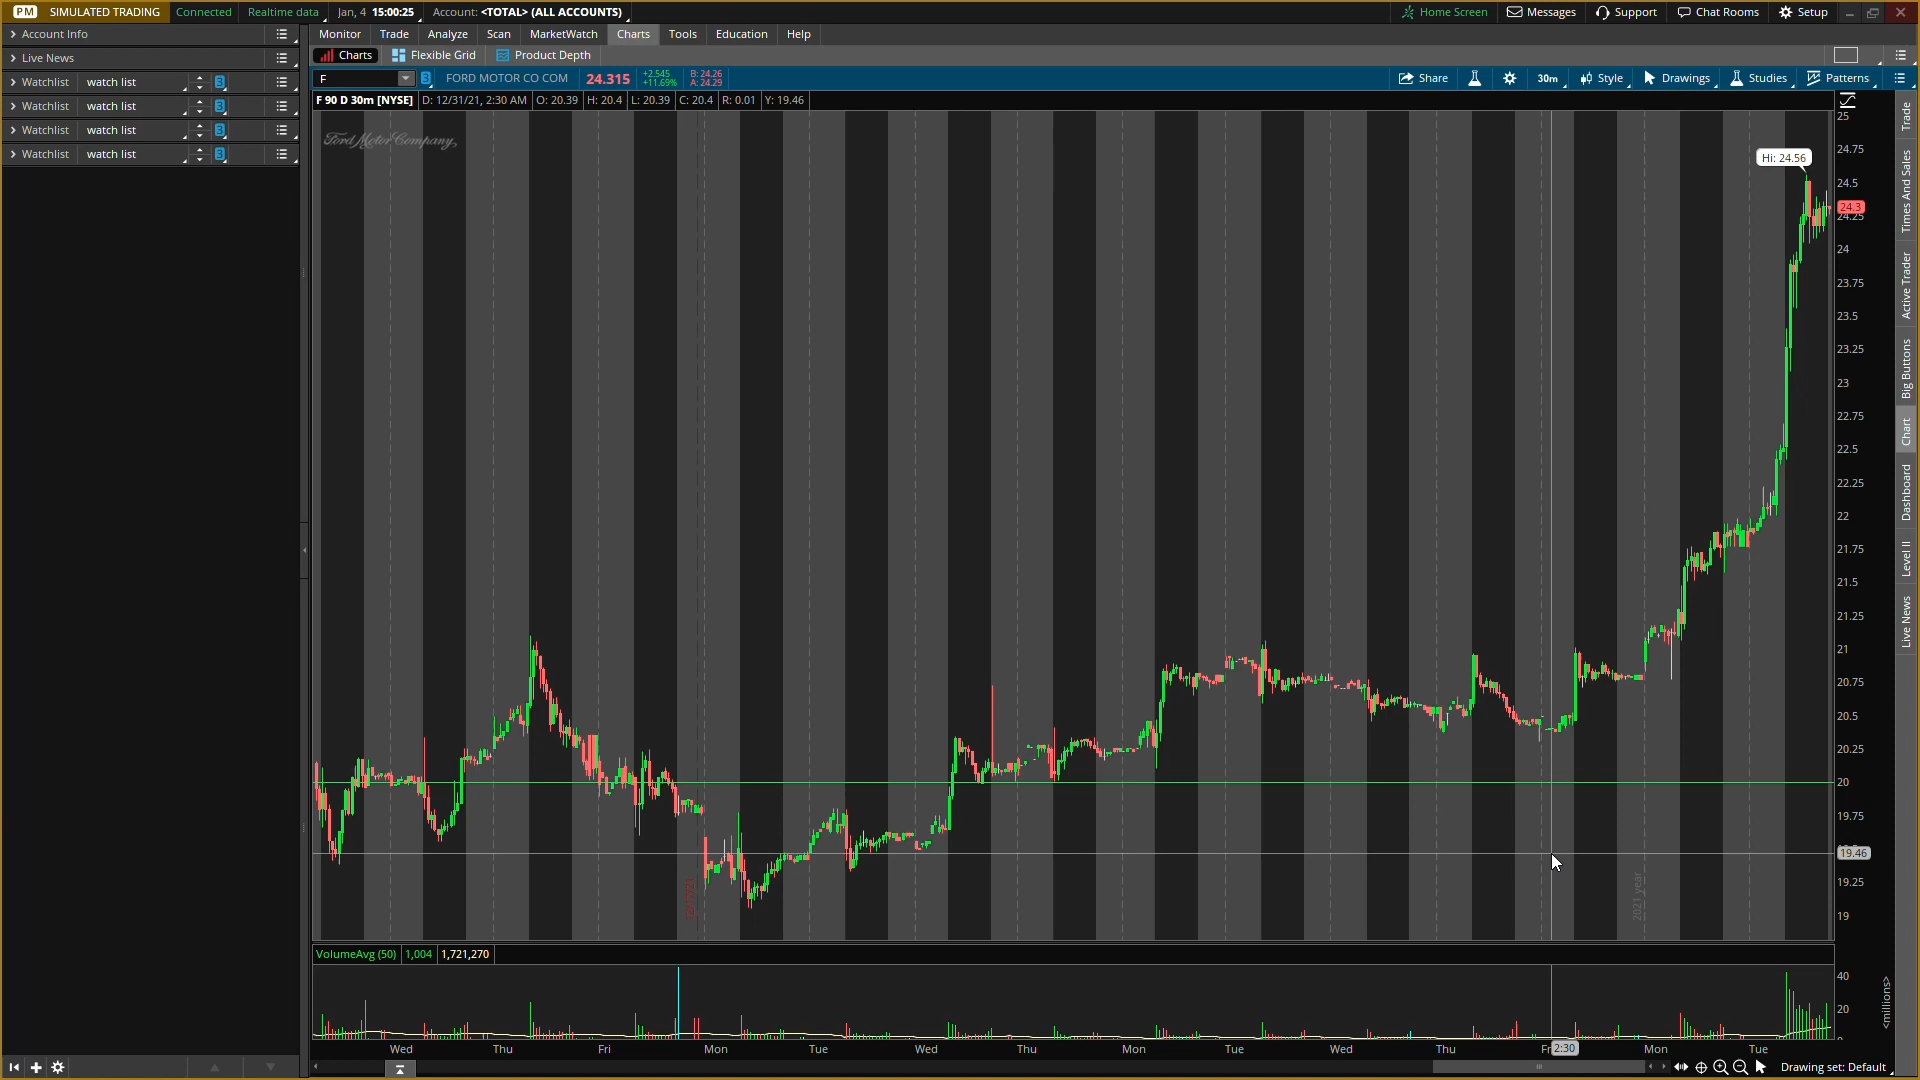 PM SIMULATED TRADING Connected Realtime data Jan, 4 15:00:25 Account: <TOTAL> (ALL ACCOUNTS) Home Screen Messages Support Chat Rooms Setup
Account Info
Live News
Watchlist watch list 3
Watchlist watch list 3
Watchlist watch list 3
Watchlist watch list 3
Monitor Trade Analyze Scan MarketWatch Charts Tools Education Help
Charts Flexible Grid Product Depth
F 3 FORD MOTOR CO COM 24.315 +2.545 +11.69% B: 24.26 A: 24.29 Share 30m Style Drawings Studies Patterns
F 90 D 30m [NYSE] D: 12/31/21, 2:30 AM O: 20.39 H: 20.4 L: 20.39 C: 20.4 R: 0.01 Y: 19.46
Ford Motor Company,
Hi: 24.56
25
24.75
24.5
24.3
24.25
24
23.75
23.5
23.25
23
22.75
22.5
22.25
22
21.75
21.5
21.25
21
20.75
20.5
20.25
20
19.75
19.46
19.25
19
2021 year
VolumeAvg (50) 1,004 1,721,270
40
20
<millions>
Wed Thu Fri Mon Tue Wed Thu Mon Tue Wed Thu 2:30 Mon Tue
Drawing set: Default
Trade
Times And Sales
Active Trader
Big Buttons
Chart
Dashboard
Level II
Live News